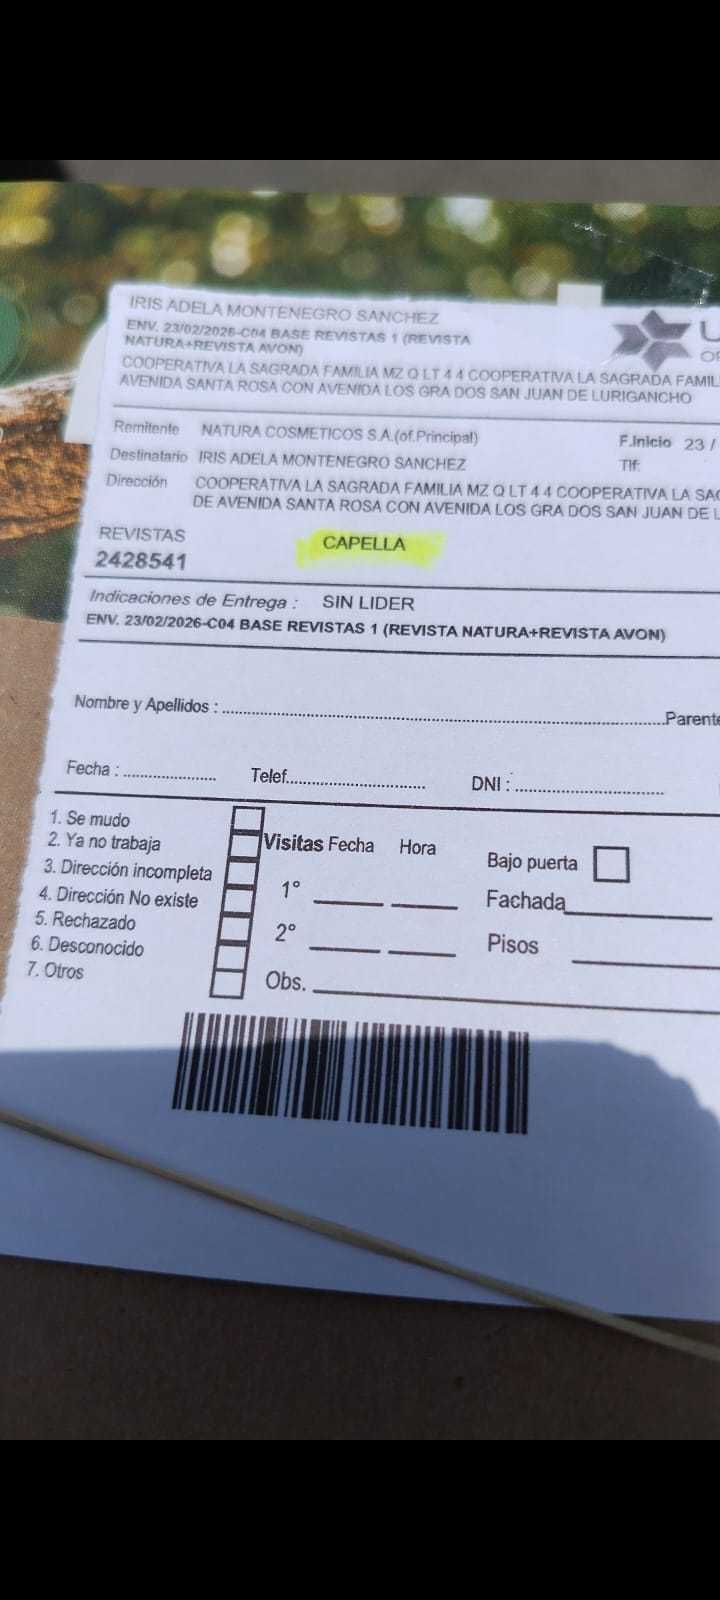 IRIS ADELA MONTENEGRO SANCHEZ
ENV. 23/02/2026-C04 BASE REVISTAS 1 (REVISTA
NATURA+REVISTA AVON)
COOPERATIVA LA SAGRADA FAMILIA MZ Q LT 4 4 COOPERATIVA LA SAGRADA FAMIL
AVENIDA SANTA ROSA CON AVENIDA LOS GRA DOS SAN JUAN DE LURIGANCHO
Remitente NATURA COSMETICOS S.A.(of.Principal)
F.Inicio 23 /
Destinatario IRIS ADELA MONTENEGRO SANCHEZ
Tlf:
Dirección COOPERATIVA LA SAGRADA FAMILIA MZ Q LT 4 4 COOPERATIVA LA SAG
DE AVENIDA SANTA ROSA CON AVENIDA LOS GRA DOS SAN JUAN DE L
REVISTAS CAPELLA
2428541
Indicaciones de Entrega : SIN LIDER
ENV. 23/02/2026-C04 BASE REVISTAS 1 (REVISTA NATURA+REVISTA AVON)
Nombre y Apellidos : Parente
Fecha : Telef. DNI :
1. Se mudo
2. Ya no trabaja
3. Dirección incompleta
4. Dirección No existe
5. Rechazado
6. Desconocido
7. Otros
Visitas Fecha Hora
1°
2°
Obs.
Bajo puerta
Fachada
Pisos